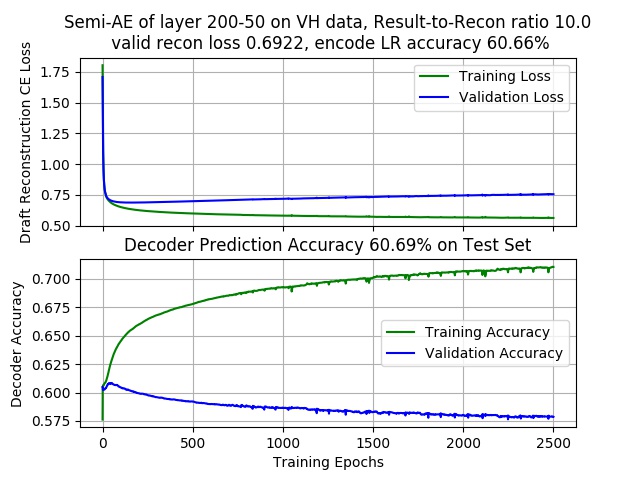 Semi-AE of layer 200-50 on VH data, Result-to-Recon ratio 10.0
valid recon loss 0.6922, encode LR accuracy 60.66%
Draft Reconstruction CE Loss
1.75
1.50
1.25
1.00
0.75
0.50
Training Loss
Validation Loss
Decoder Prediction Accuracy 60.69% on Test Set
Decoder Accuracy
0.700
0.675
0.650
0.625
0.600
0.575
Training Accuracy
Validation Accuracy
0 500 1000 1500 2000 2500
Training Epochs